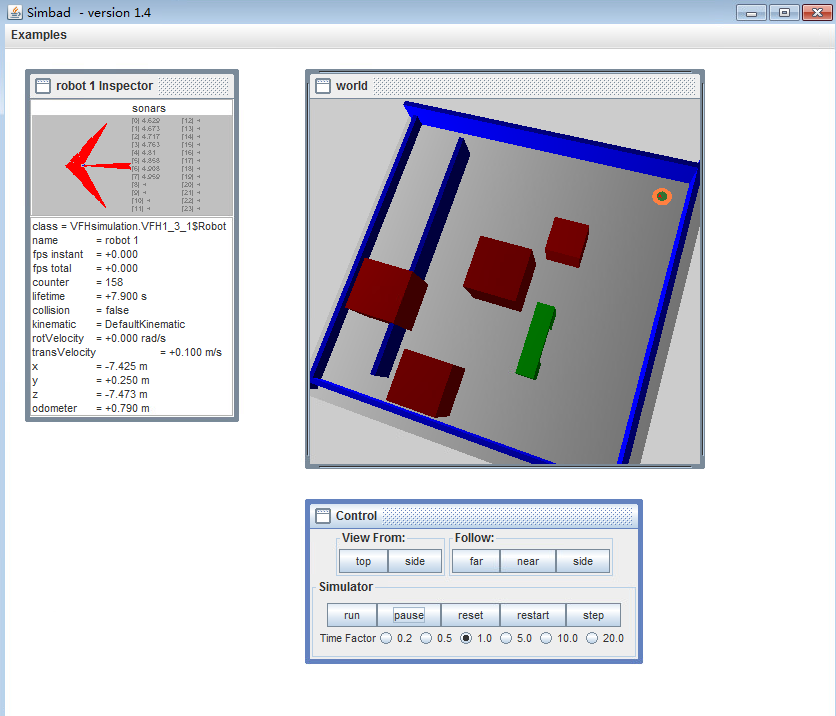 Simbad - version 1.4
Examples
robot 1 Inspector
sonars
[0] 4.629 [12] ➔
[1] 4.673 [13] ➔
[2] 4.717 [14] ➔
[3] 4.763 [15] ➔
[4] 4.81 [16] ➔
[5] 4.858 [17] ➔
[6] 4.908 [18] ➔
[7] 4.959 [19] ➔
[8] ➔ [20] ➔
[9] ➔ [21] ➔
[10] ➔ [22] ➔
[11] ➔ [23] ➔
class = VFHsimulation.VFH1_3_1$Robot
name = robot 1
fps instant = +0.000
fps total = +0.000
counter = 158
lifetime = +7.900 s
collision = false
kinematic = DefaultKinematic
rotVelocity = +0.000 rad/s
transVelocity = +0.100 m/s
x = -7.425 m
y = +0.250 m
z = -7.473 m
odometer = +0.790 m
world
Control
View From: Follow:
top side far near side
Simulator
run pause reset restart step
Time Factor 0.2 0.5 1.0 5.0 10.0 20.0